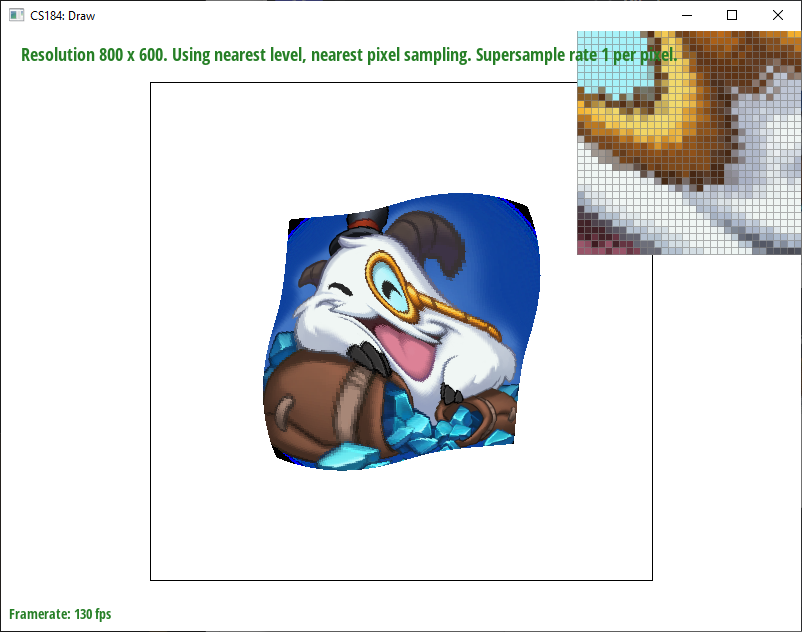 CS184: Draw
Resolution 800 x 600. Using nearest level, nearest pixel sampling. Supersample rate 1 per pixel.
Framerate: 130 fps